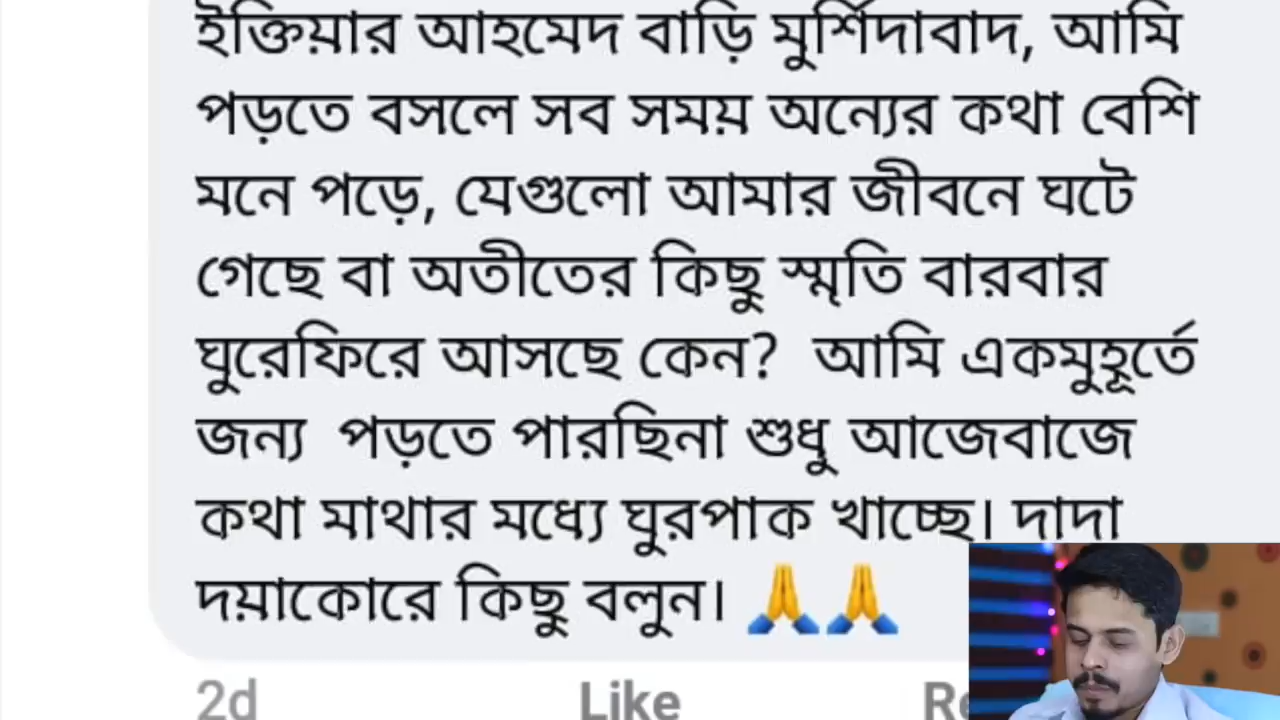 ইক্তিয়ার আহমেদ বাড়ি মুর্শিদাবাদ, আমি
পড়তে বসলে সব সময় অন্যের কথা বেশি
মনে পড়ে, যেগুলো আমার জীবনে ঘটে
গেছে বা অতীতের কিছু স্মৃতি বারবার
ঘুরেফিরে আসছে কেন? আমি একমুহূর্তে
জন্য পড়তে পারছিনা শুধু আজেবাজে
কথা মাথার মধ্যে ঘুরপাক খাচ্ছে। দাদা
দয়াকোরে কিছু বলুন। 🙏🙏
2d Like